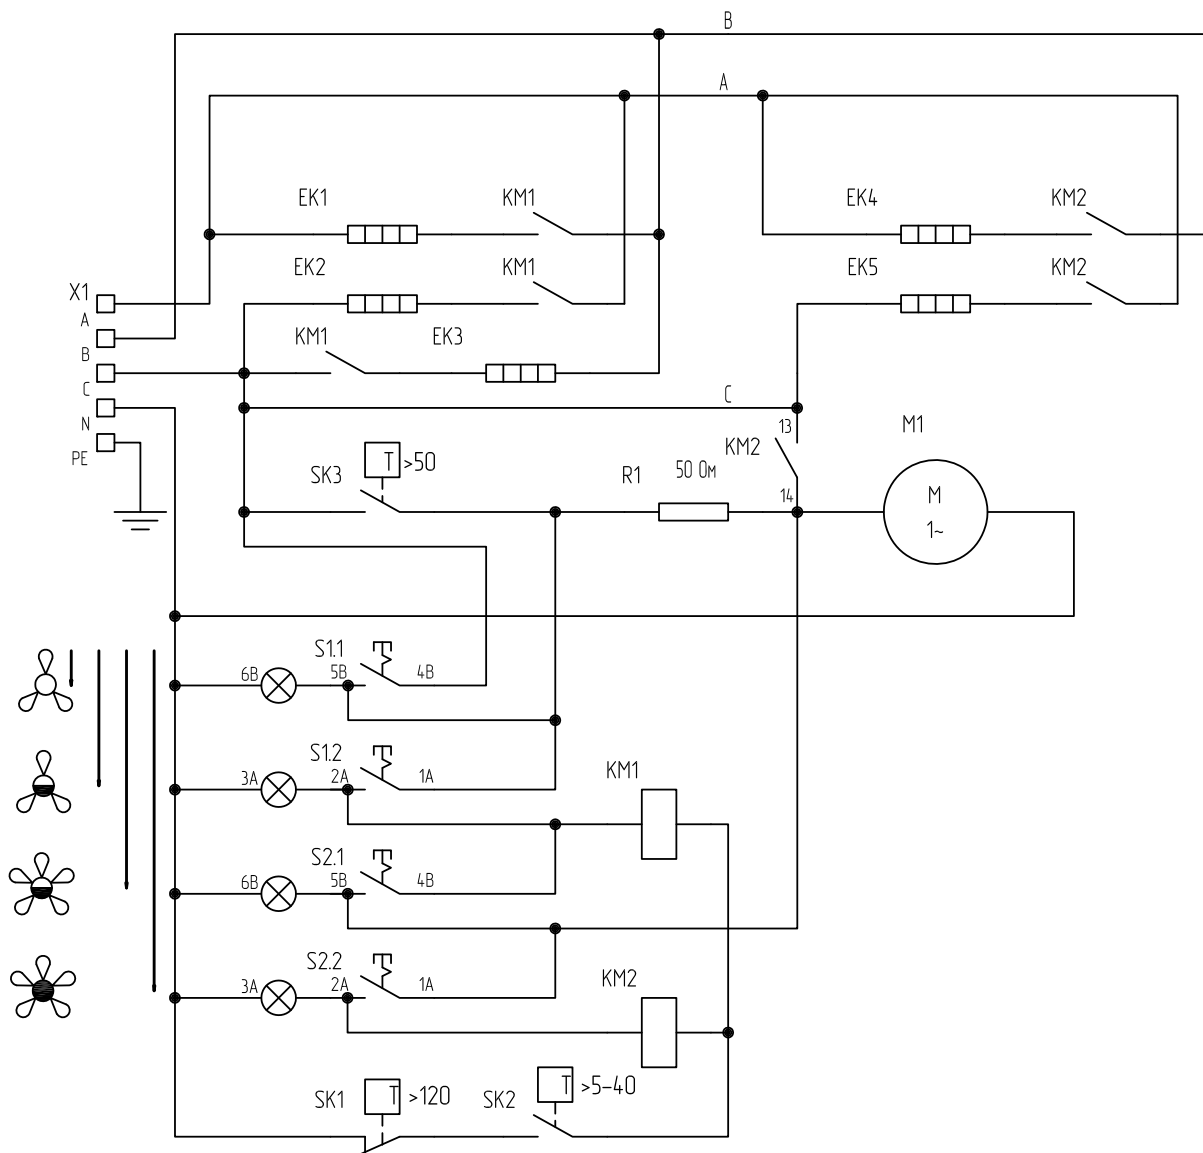 B
A
EK1 KM1 EK4 KM2
EK2 KM1 EK5 KM2
X1
A
KM1 EK3
B
C C
N
13
M1
PE
T >50
KM2
SK3 R1 50 Ом
14
M
1~
S1.1
6B 5B 4B
S1.2
3A 2A 1A
KM1
S2.1
6B 5B 4B
S2.2
3A 2A 1A
KM2
SK1 T >120 SK2 T >5-40